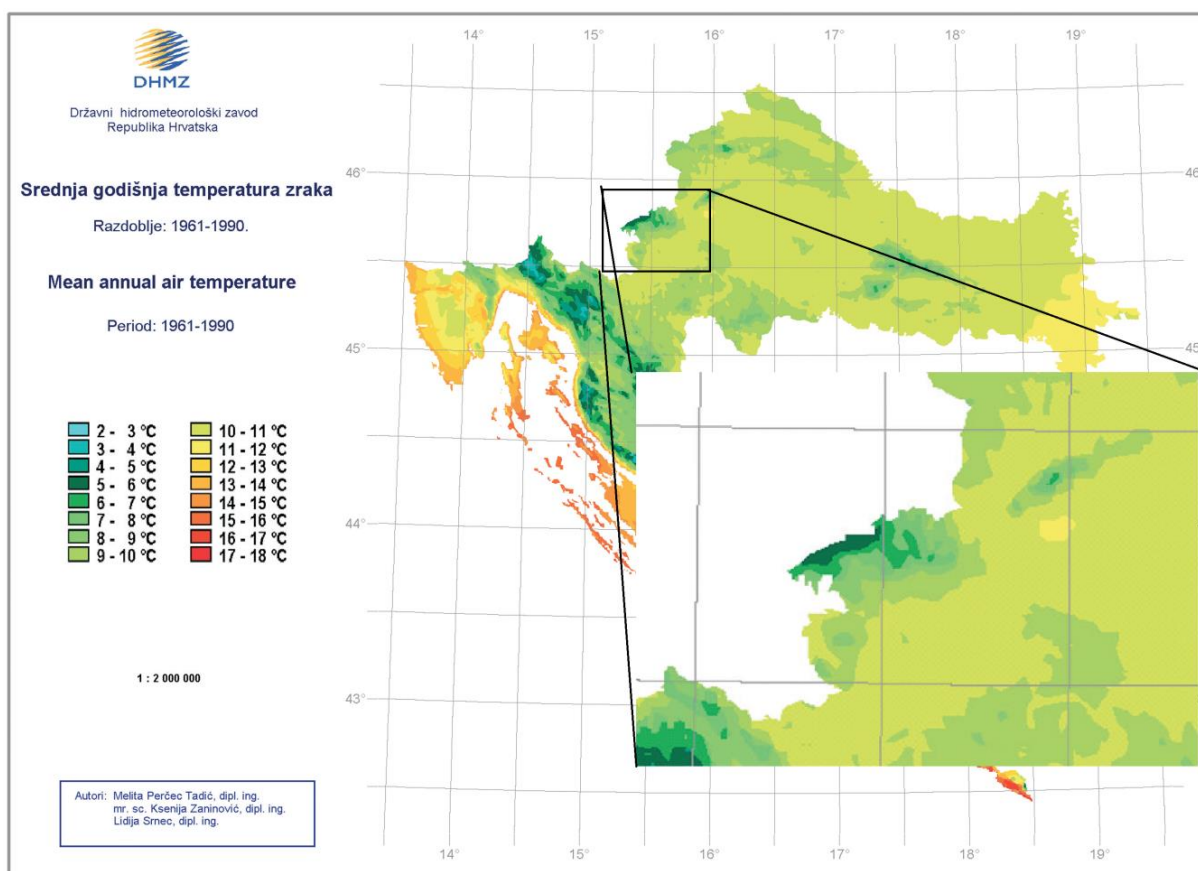 14°
15°
16°
17°
18°
19°
DHMZ
Državni hidrometeorološki zavod
Republika Hrvatska
46°
46
Srednja godišnja temperatura zraka
Razdoblje: 1961-1990.
Mean annual air temperature
Period: 1961-1990
45°
45
2 - 3 °C
3 - 4 °C
4 - 5 °C
5 - 6 °C
6 - 7 °C
7 - 8 °C
8 - 9 °C
9 - 10 °C
10 - 11 °C
11 - 12 °C
12 - 13 °C
13 - 14 °C
14 - 15 °C
15 - 16 °C
16 - 17 °C
17 - 18 °C
44°
1 : 2 000 000
43°
Autori: Melita Perčec Tadić, dipl. ing.
mr. sc. Ksenija Zaninović, dipl. ing.
Lidija Srnec, dipl. ing.
14°
15°
16°
17°
18°
19°